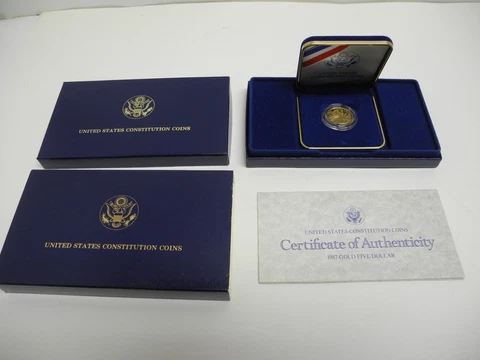 UNITED STATES CONSTITUTION COINS
UNITED STATES CONSTITUTION COINS
UNITED STATES CONSTITUTION COINS
Certificate of Authenticity
1987 GOLD FIVE DOLLAR